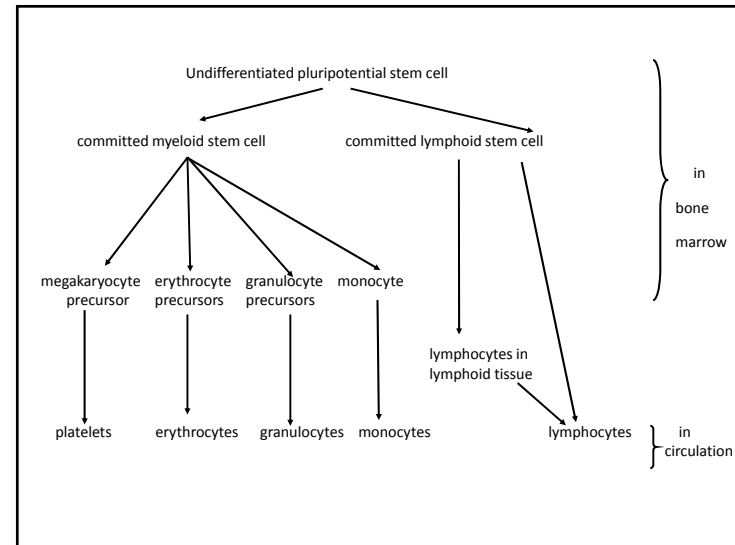 Undifferentiated pluripotential stem cell
committed myeloid stem cell
committed lymphoid stem cell
in
bone
marrow
megakaryocyte
precursor
erythrocyte
precursors
granulocyte
precursors
monocyte
lymphocytes in
lymphoid tissue
platelets
erythrocytes
granulocytes
monocytes
lymphocytes
in
circulation